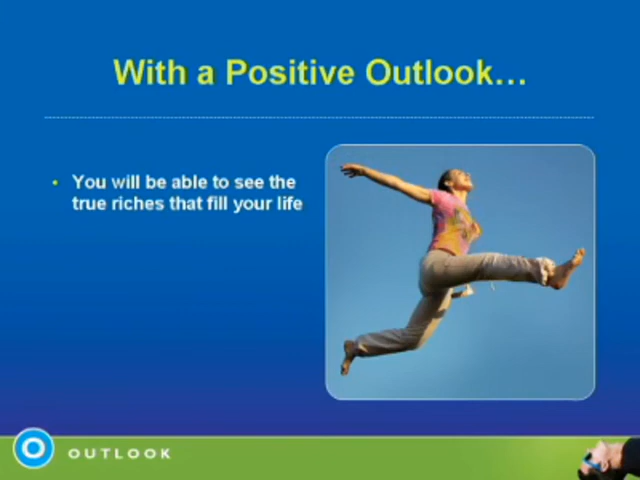 With a Positive Outlook...
• You will be able to see the
true riches that fill your life
OUTLOOK